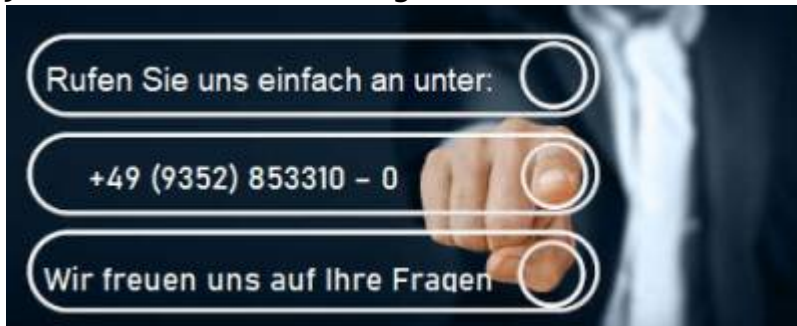 Rufen Sie uns einfach an unter:
+49 (9352) 853310 – 0
Wir freuen uns auf Ihre Fragen